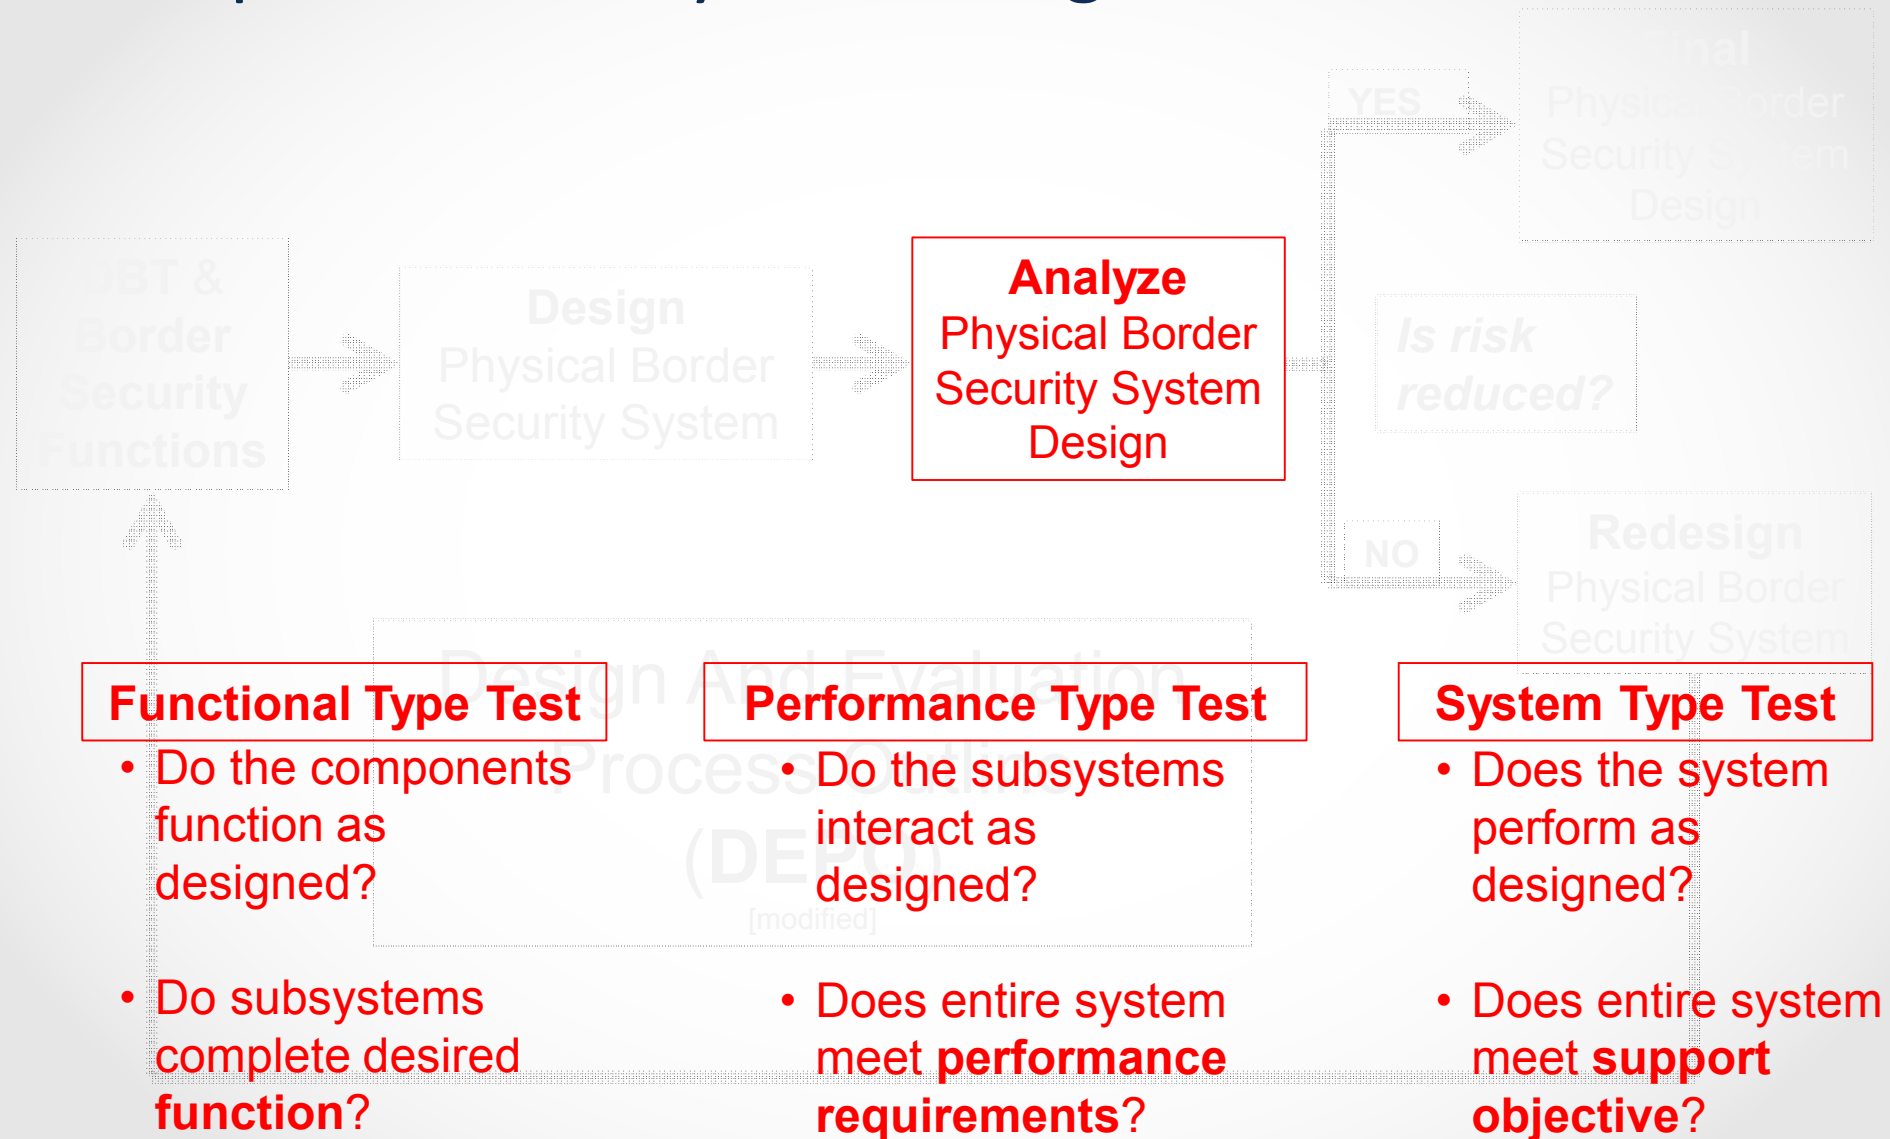 YES
Final
Physical Border
Security System
Design
DBT &
Border
Security
Functions
Design
Physical Border
Security System
Analyze
Physical Border
Security System
Design
Is risk
reduced?
NO
Redesign
Physical Border
Security System
Design And Evaluation
Process Outline
(DEPO)
[modified]
Functional Type Test
• Do the components
function as
designed?
• Do subsystems
complete desired
function?
Performance Type Test
• Do the subsystems
interact as
designed?
• Does entire system
meet performance
requirements?
System Type Test
• Does the system
perform as
designed?
• Does entire system
meet support
objective?